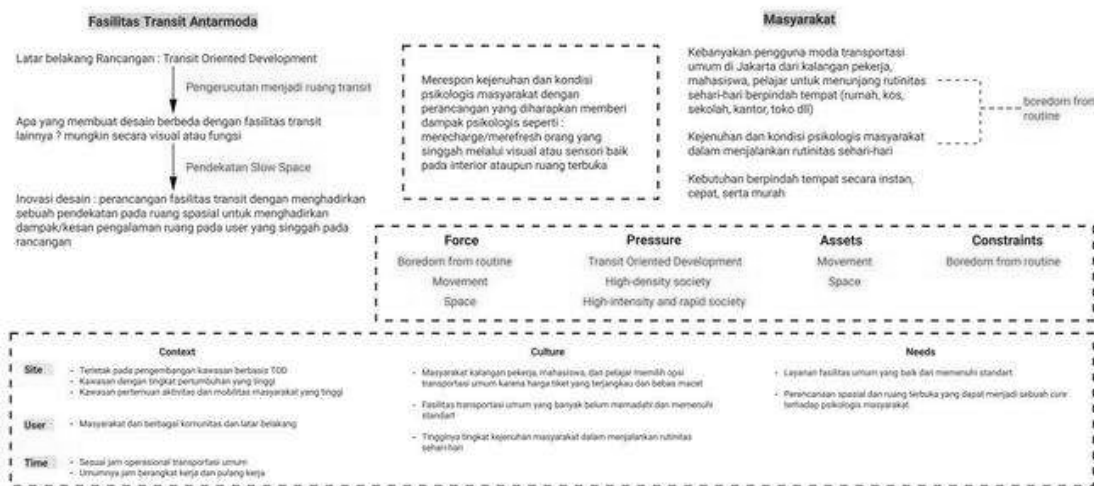 Fasilitas Transit Antarmoda
Latar belakang Rancangan : Transit Oriented Development
Pengerucutan menjadi ruang transit
Apa yang membuat desain berbeda dengan fasilitas transit
lainnya ? mungkin secara visual atau fungsi
Pendekatan Slow Space
Inovasi desain : perancangan fasilitas transit dengan menghadirkan
sebuah pendekatan pada ruang spasial untuk menghadirkan
dampak/kesan pengalaman ruang pada user yang singgah pada
rancangan
Merespon kejenuhan dan kondisi
psikologis masyarakat dengan
perancangan yang diharapkan memberi
dampak psikologis seperti :
merecharge/merefresh orang yang
singgah melalui visual atau sensori baik
pada interior ataupun ruang terbuka
Masyarakat
Kebanyakan pengguna moda transportasi
umum di Jakarta dari kalangan pekerja,
mahasiswa, pelajar untuk menunjang rutinitas
sehari-hari berpindah tempat (rumah, kos,
sekolah, kantor, toko dll)
Kejenuhan dan kondisi psikologis masyarakat
dalam menjalankan rutinitas sehari-hari
Kebutuhan berpindah tempat secara instan,
cepat, serta murah
boredom from
routine
Force
Boredom from routine
Movement
Space
Pressure
Transit Oriented Development
High-density society
High-intensity and rapid society
Assets
Movement
Space
Constraints
Boredom from routine
Context
Site
- Terletak pada pengembangan kawasan berbasis TOD
- Kawasan dengan tingkat pertumbuhan yang tinggi
- Kawasan pertemuan aktivitas dan mobilitas masyarakat yang tinggi
User
- Masyarakat dan berbagai komunitas dan latar belakang
Time
- Sesuai jam operasional transportasi umum
- Umumnya jam berangkat kerja dan pulang kerja
Culture
- Masyarakat kalangan pekerja, mahasiswa, dan pelajar memilih opsi
transportasi umum karena harga tiket yang terjangkau dan bebas macet
- Fasilitas transportasi umum yang banyak belum memadahi dan memenuhi
standart
- Tingginya tingkat kejenuhan masyarakat dalam menjalankan rutinitas
sehari-hari
Needs
- Layanan fasilitas umum yang baik dan memenuhi standart
- Perencanaan spasial dan ruang terbuka yang dapat menjadi sebuah cure
terhadap psikologis masyarakat